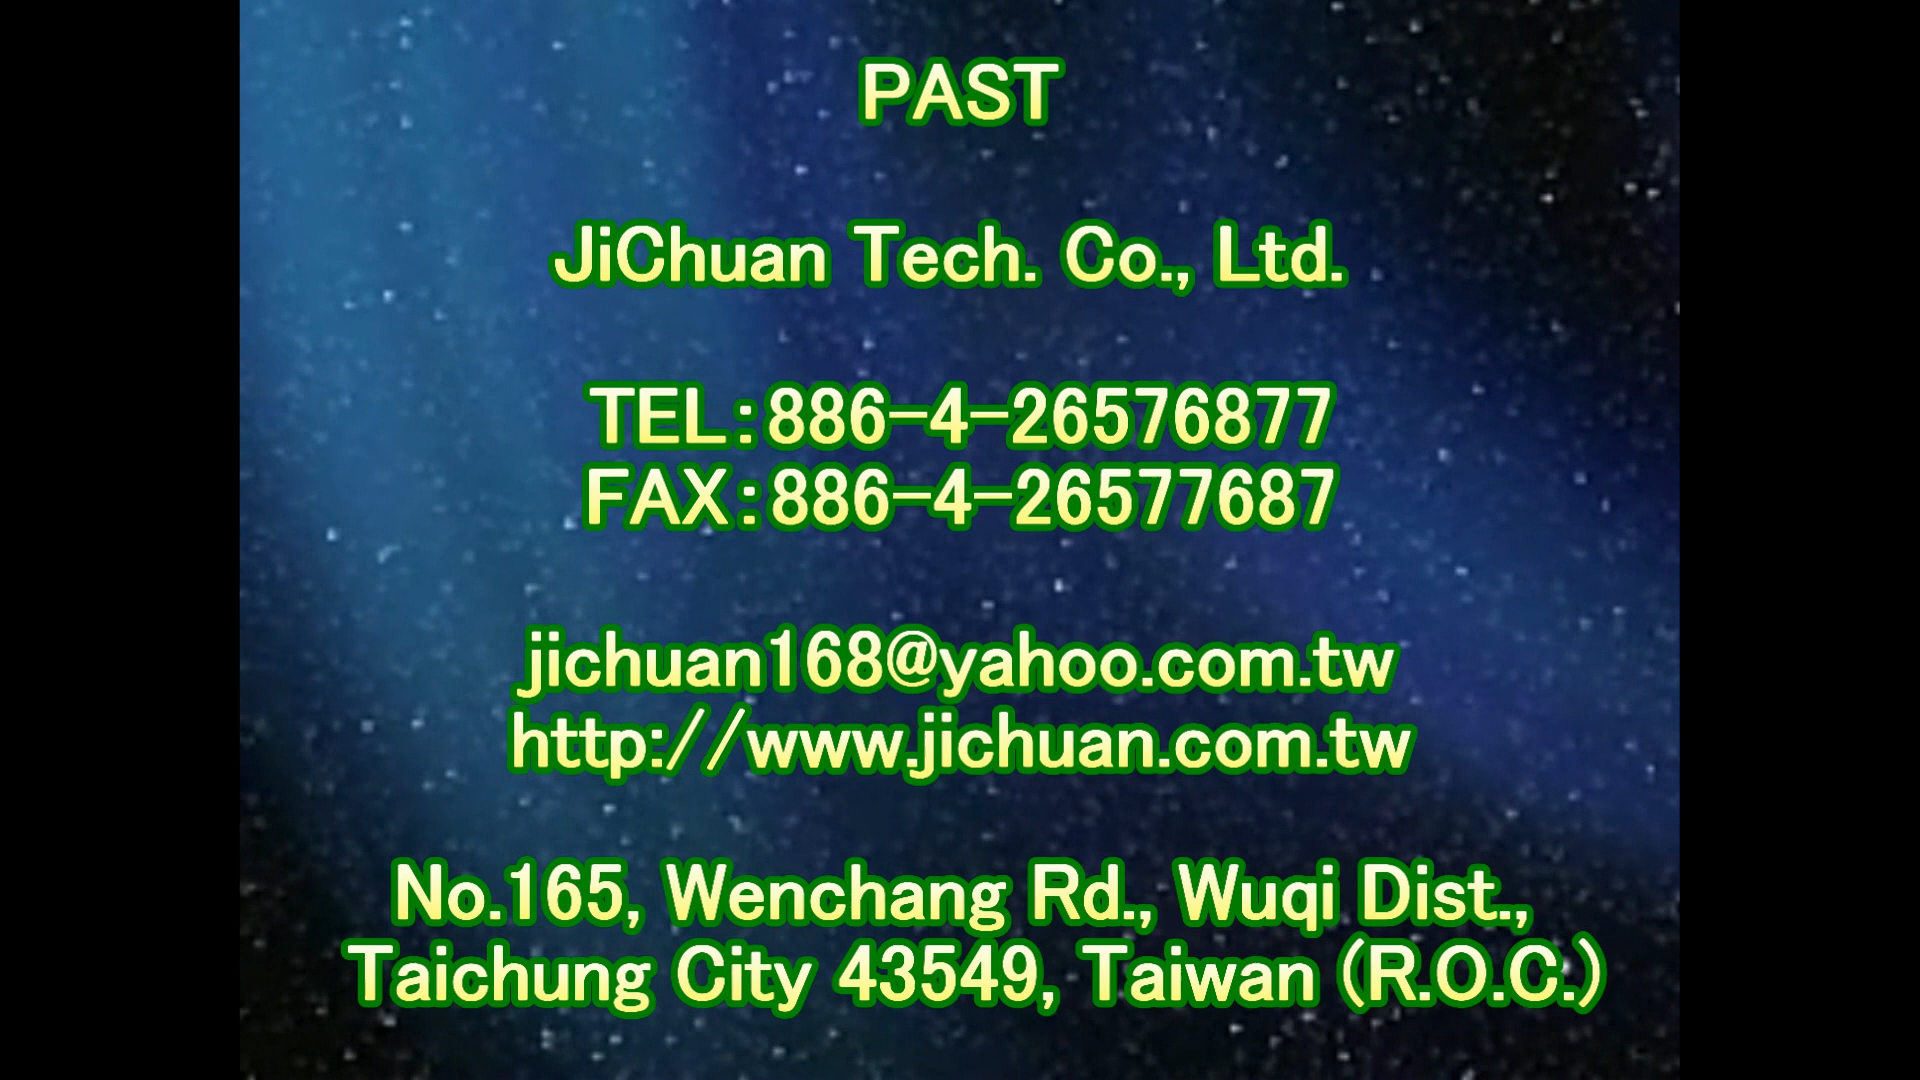 PAST
JiChuan Tech. Co., Ltd.
TEL:886-4-26576877
FAX:886-4-26577687
jichuan168@yahoo.com.tw
http://www.jichuan.com.tw
No.165, Wenchang Rd., Wuqi Dist.,
Taichung City 43549, Taiwan (R.O.C.)